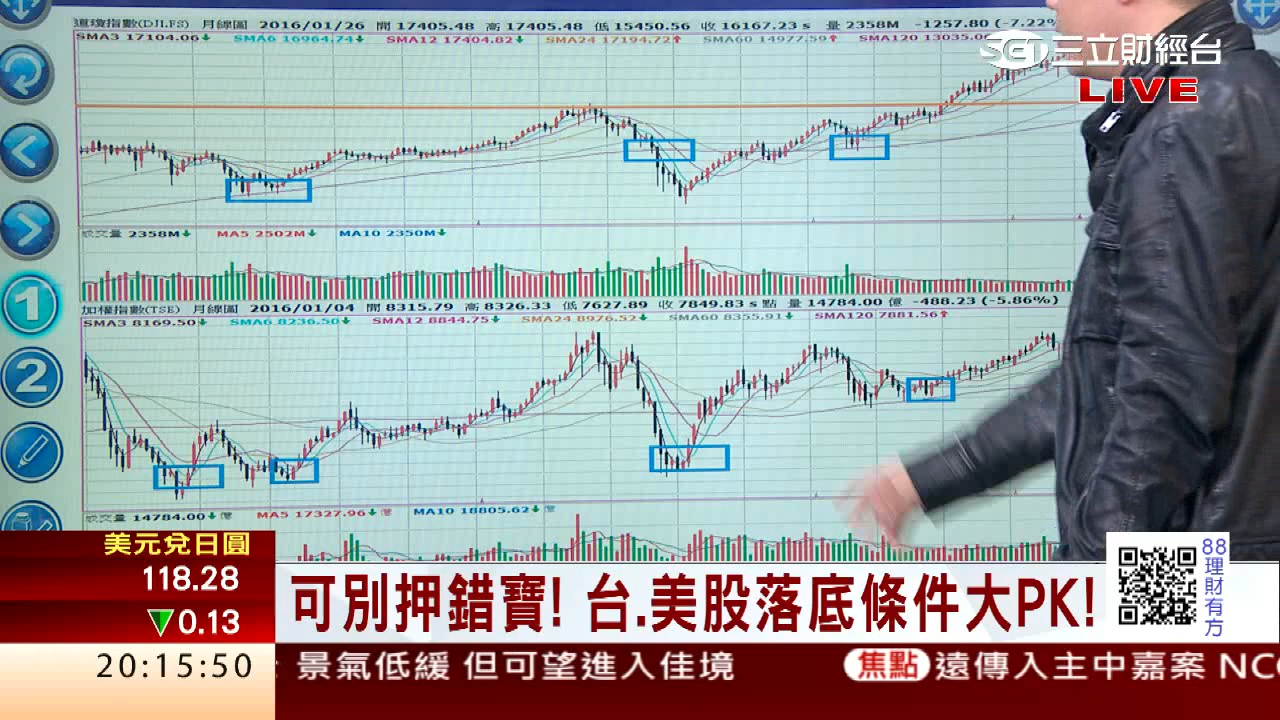 道瓊指數(DJI.FS) 月線圖 2016/01/26 開 17405.48 高 17405.48 低 15450.56 收 16167.23 s 量 2358M -1257.80 (-7.22%
SMA3 17104.06↓ SMA6 16964.74↓ SMA12 17404.82↓ SMA24 17194.72↑ SMA60 14977.59↑ SMA120 13035.06
SGT 三立財經台
LIVE
成交量 2358M↓ MA5 2502M↓ MA10 2350M↓
加權指數(TSE) 月線圖 2016/01/04 開 8315.79 高 8326.33 低 7627.89 收 7849.83 s 點 量 14784.00 億 -488.23 (-5.86%)
SMA3 8169.50↓ SMA6 8236.50↓ SMA12 8844.75↓ SMA24 8976.52↓ SMA60 8355.91↓ SMA120 7881.56↑
1
2
成交量 14784.00↓億 MA5 17327.96↓億 MA10 18805.62↓億
美元兌日圓
118.28
▼0.13
可別押錯寶! 台.美股落底條件大PK!
88理財有方
20:15:50
景氣低緩 但可望進入佳境 焦點 遠傳入主中嘉案 NCC